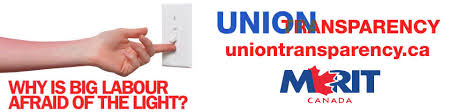 WHY IS BIG LABOUR
AFRAID OF THE LIGHT?
UNION
TRANSPARENCY
uniontransparency.ca
MERIT
CANADA